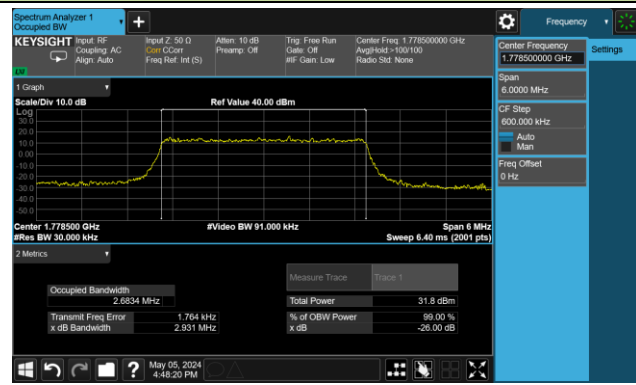 Spectrum Analyzer 1
Occupied BW
Frequency
KEYSIGHT
Input: RF
Coupling: AC
Align: Auto
Input Z: 50 Ω
Corr CCorr
Freq Ref: Int (S)
Atten: 10 dB
Preamp: Off
Trig: Free Run
Gate: Off
#IF Gain: Low
Center Freq: 1.778500000 GHz
Avg|Hold:>100/100
Radio Std: None
Center Frequency
1.778500000 GHz
Settings
Span
6.0000 MHz
CF Step
600.000 kHz
Auto
Man
Freq Offset
0 Hz
1 Graph
Scale/Div 10.0 dB
Ref Value 40.00 dBm
Log
30.0
20.0
10.0
0.00
-10.0
-20.0
-30.0
-40.0
-50.0
Center 1.778500 GHz
#Video BW 91.000 kHz
Span 6 MHz
#Res BW 30.000 kHz
Sweep 6.40 ms (2001 pts)
2 Metrics
Measure Trace
Trace 1
Occupied Bandwidth
2.6834 MHz
Total Power
31.8 dBm
Transmit Freq Error
1.764 kHz
% of OBW Power
99.00 %
x dB Bandwidth
2.931 MHz
x dB
-26.00 dB
May 05, 2024
4:48:20 PM